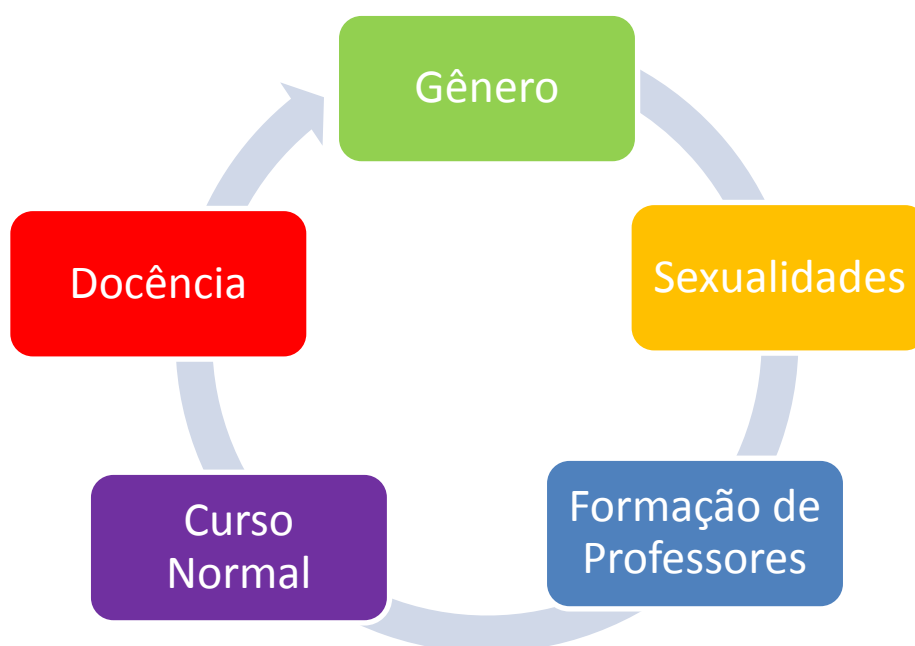 Gênero
Sexualidades
Formação de
Professores
Curso
Normal
Docência